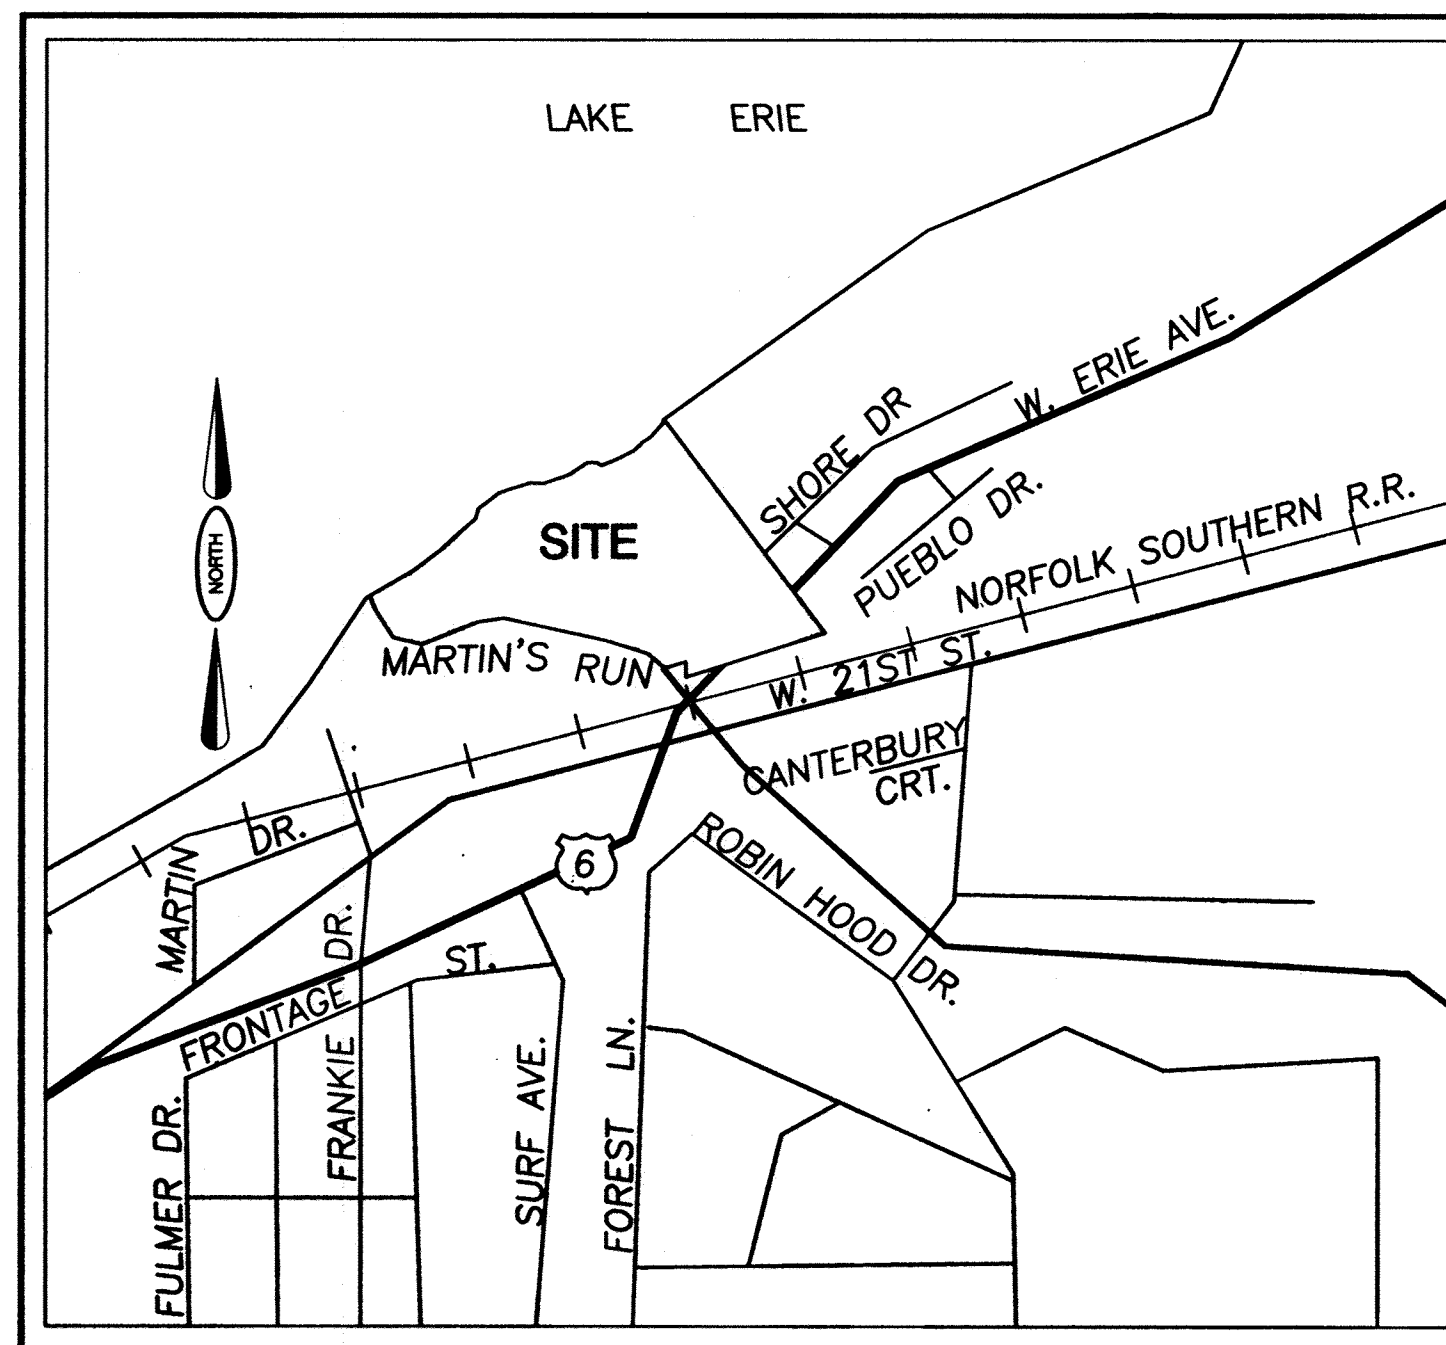 LAKE ERIE
W. ERIE AVE.
SHORE DR
PUEBLO DR.
NORFOLK SOUTHERN R.R.
SITE
NORTH
MARTIN'S RUN
W. 21ST ST.
CANTERBURY
CRT.
MARTIN DR.
6
ROBIN HOOD DR.
FRONTAGE ST.
FRANKIE DR.
FULMER DR.
SURF AVE.
FOREST LN.